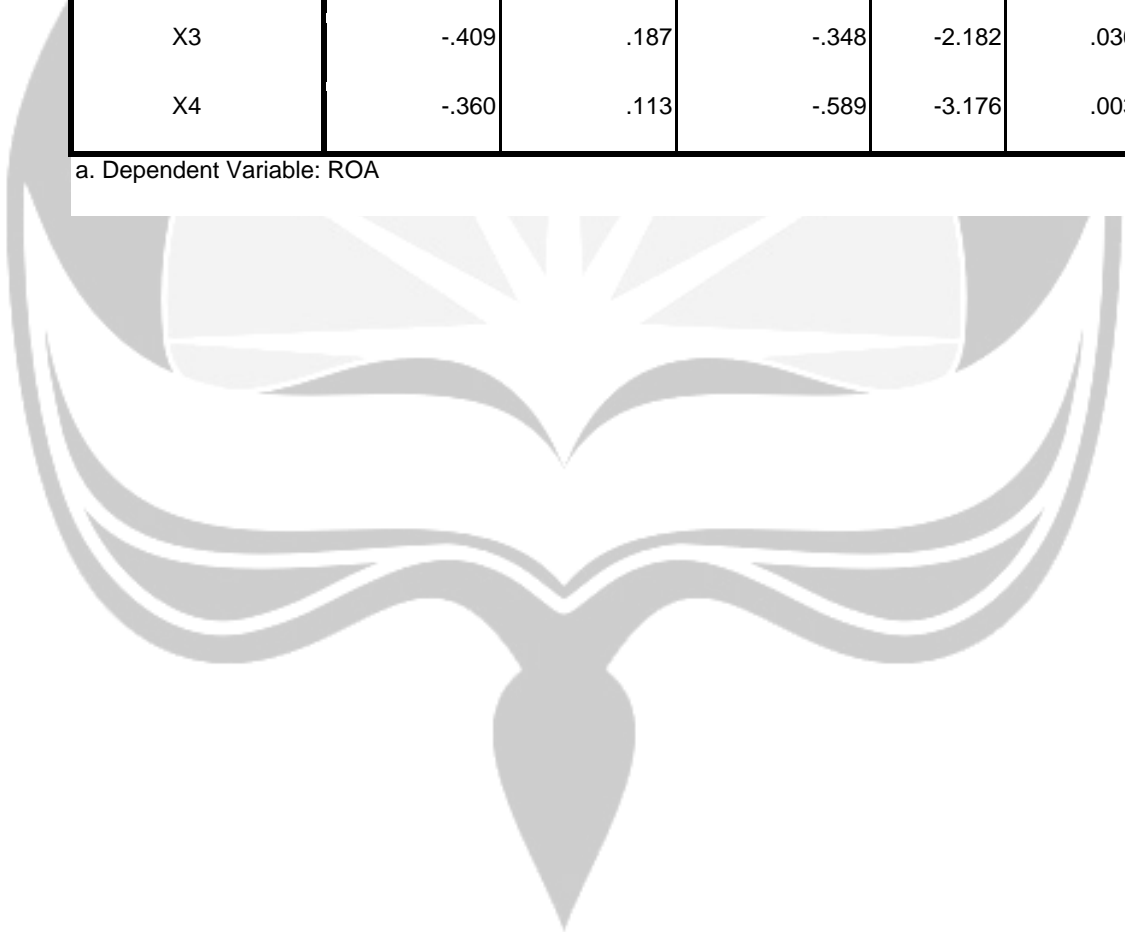 X3 -.409 .187 -.348 -2.182
X4 -.360 .113 -.589 -3.176
a. Dependent Variable: ROA